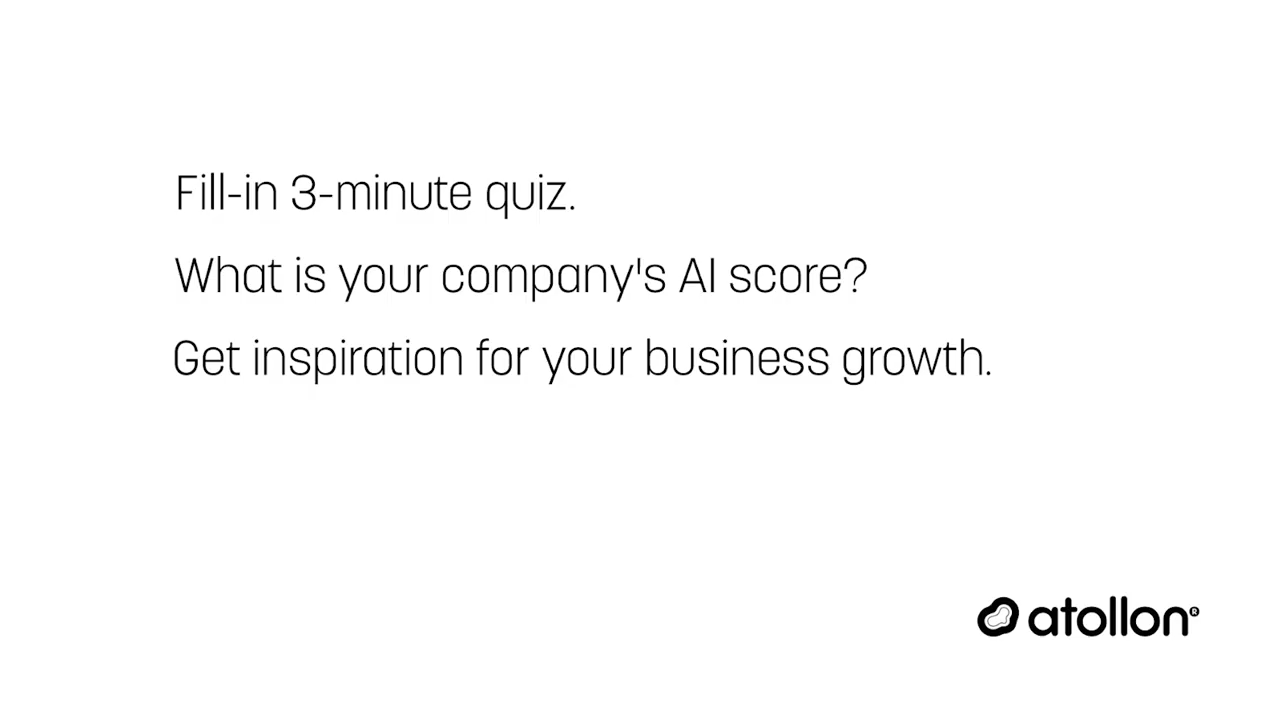 Fill-in 3-minute quiz.
What is your company's AI score?
Get inspiration for your business growth.
atollon®